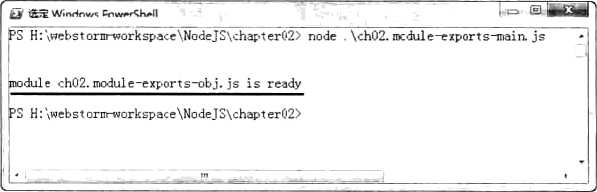 选定 Windows PowerShell
PS H:\webstorm-workspace\NodeJS\chapter02> node .\ch02.module-exports-main.js
module ch02.module-exports-obj.js is ready
PS H:\webstorm-workspace\NodeJS\chapter02>